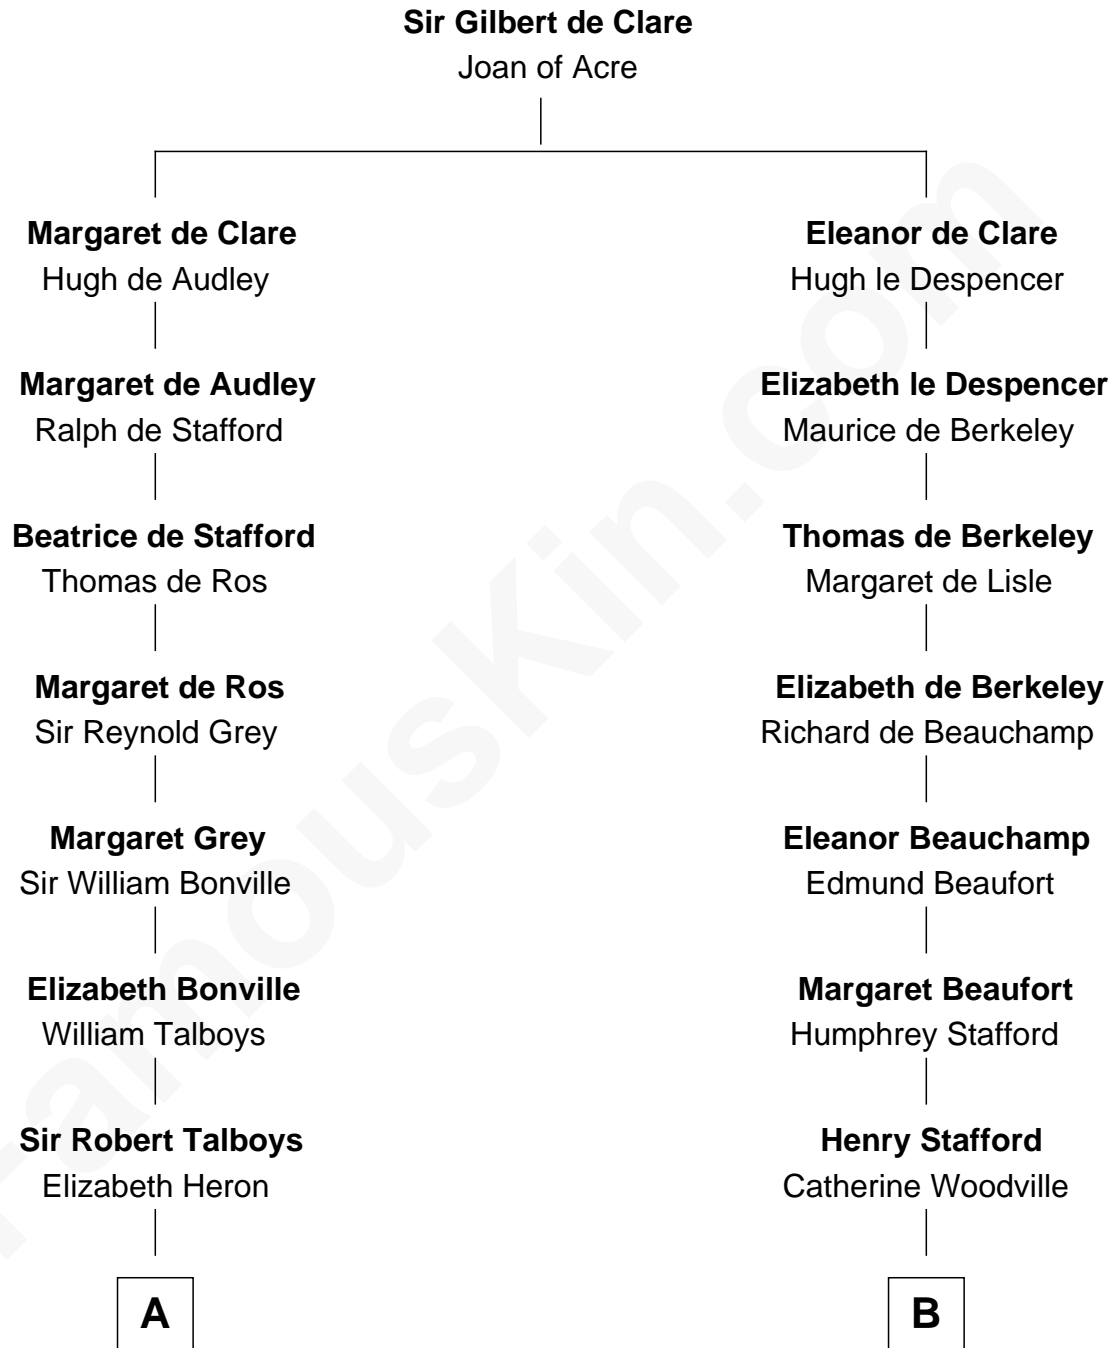 Sir Gilbert de Clare
Joan of Acre
Margaret de Clare
Hugh de Audley
Eleanor de Clare
Hugh le Despencer
Margaret de Audley
Ralph de Stafford
Elizabeth le Despencer
Maurice de Berkeley
Beatrice de Stafford
Thomas de Ros
Thomas de Berkeley
Margaret de Lisle
Margaret de Ros
Sir Reynold Grey
Elizabeth de Berkeley
Richard de Beauchamp
Margaret Grey
Sir William Bonville
Eleanor Beauchamp
Edmund Beaufort
Elizabeth Bonville
William Talboys
Margaret Beaufort
Humphrey Stafford
Sir Robert Talboys
Elizabeth Heron
Henry Stafford
Catherine Woodville
A
B
FamousKin.com